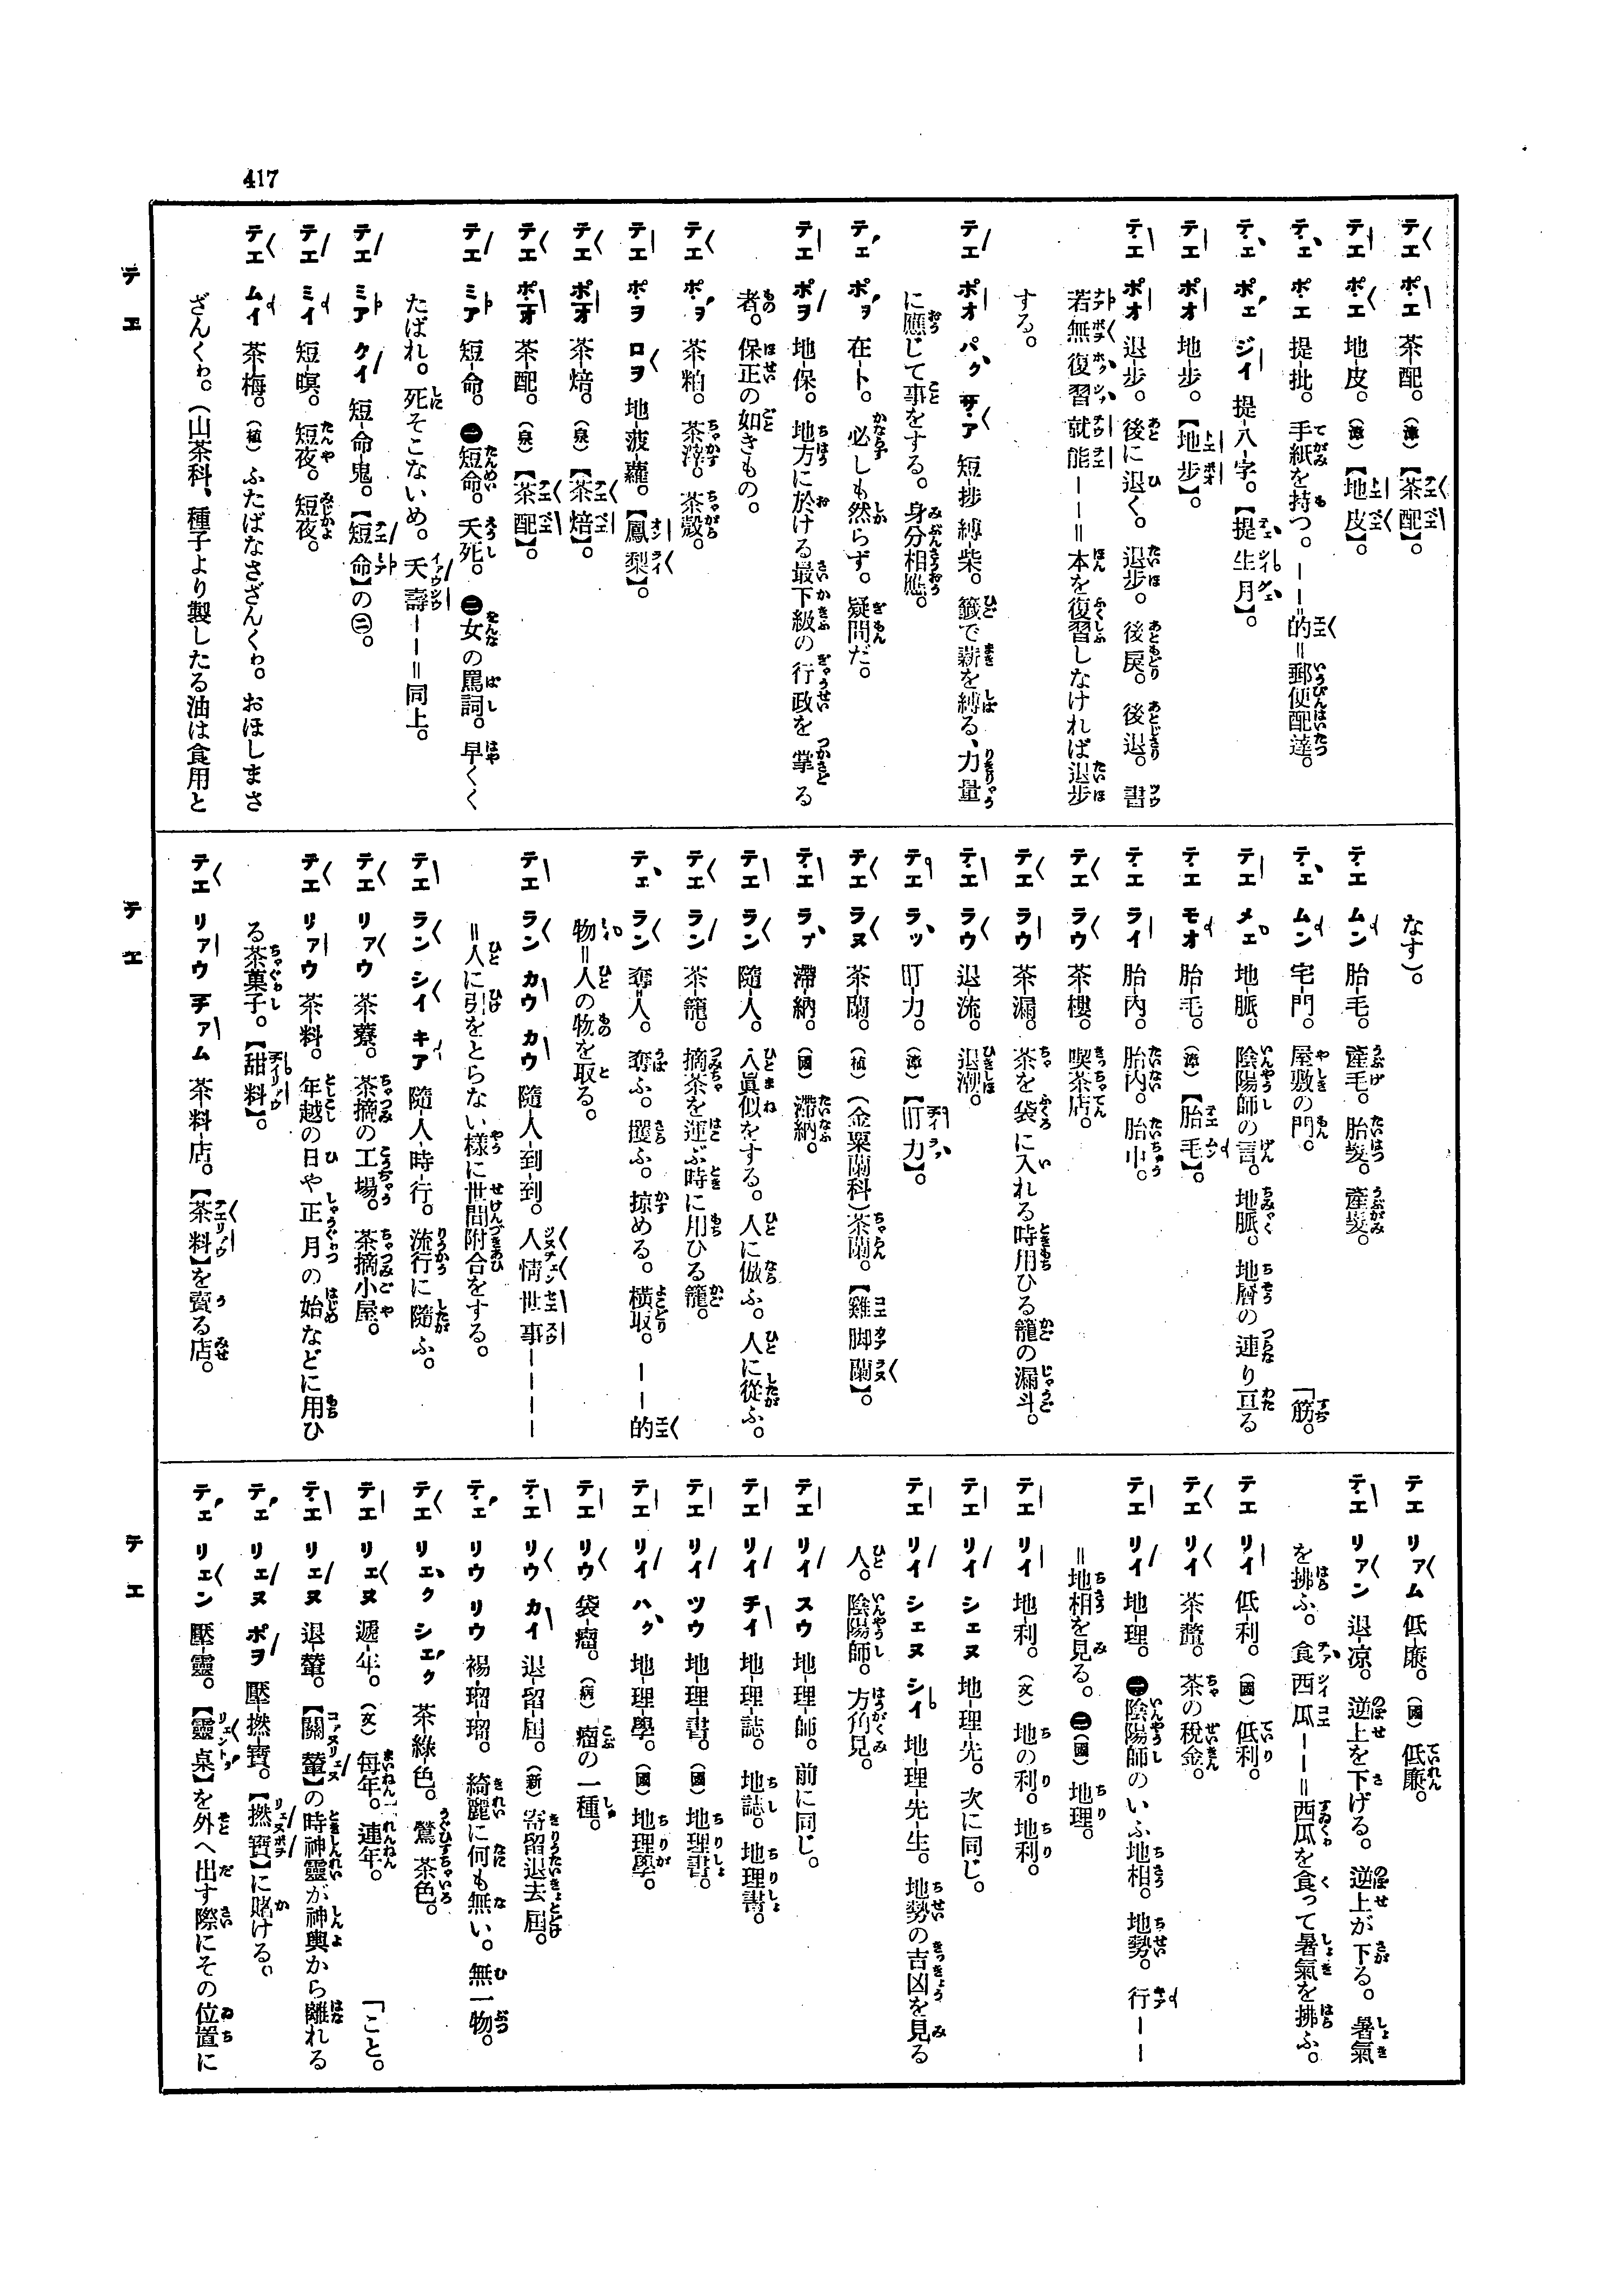 417
テエ ポエ 茶-配。(漳)【茶配】。
テエ ポエ 地皮。(漳)【地皮】。
テエ ポエ 提-批。手紙を持つ。——的=郵便配達。
テエ ポエ ジイ 提-八-字。【提生月】。
テエ ポオ 地步。【地步】。
テエ ポオ 退-步。後に退く。退步。後戻。後退。書
若無復習就能——=本を復習しなければ退步
する。
テエ ポオ パク サア 短-挱 縛-柴。籤で薪を縛る、力量
に應じて事をする。身分相應。
テエ ポヲ 在-卜。必しも然らず。疑問だ。
テエ ポヲ 地-保。地方に於ける最下級の行政を掌る
者。保正の如きもの。
テエ ポヲ 茶-粕。茶滓。茶殼。
テエ ポヲ ロヲ 地-菠-蘿。【鳳梨】。
テエ ポオ 茶-焙。(泉)【茶焙】。
テエ ポオ 茶-配。(泉)【茶配】。
テエ ミア 短-命。㊀短命。夭死。㊁女の罵詞。早くく
たばれ。死そこないめ。夭壽——=同上。
テエ ミア クイ 短-命-鬼。【短命】の㊁。
テエ ミイ 短-暝。短夜。短夜。
テエ ムイ 茶-梅。(植)ふたばなさざんくゎ。おほしまさ
ざんくゎ。(山茶科、種子より製したる油は食用と
テエ
なす)。
テエ ムン 胎-毛。產毛。胎髮。產髮。
テエ ムン 宅-門。屋敷の門。 「筋。
テエ メエ 地-脈。陰陽師の言。地脈。地層の連り亘る
テエ モオ 胎-毛。(漳)【胎毛】。
テエ ライ 胎-內。胎內。胎中。
テエ ラウ 茶-樓。喫茶店。
テエ ラウ 茶-漏。茶を袋に入れる時用ひる籠の漏斗。
テエ ラウ 退-流。退潮。
テエ ラッ 町-力。(漳)【町力】。
テエ ラヌ 茶-蘭。(植)(金粟蘭科)茶蘭。【雞脚蘭】。
テエ ラプ 滯-納。(國)滯納。
テエ ラン 隨-人。人眞似をする。人に倣ふ。人に從ふ。
テエ ラン 茶-籠。摘茶を運ぶ時に用ひる籠。
テエ ラン 奪-人。奪ふ。攫ふ。掠める。橫取。——的
物=人の物を取る。
テエ ラン カウ カウ 隨-人-到-到。人情世事————
=人に引をとらない樣に世間附合をする。
テエ ラン シイ キア 隨-人-時-行。流行に隨ふ。
テエ リァウ 茶-藔。茶摘の工場。茶摘小屋。
テエ リァウ 茶-料。年越の日や正月の始などに用ひ
る茶菓子。【甜料】。
テエ リァウ チァム 茶-料-店。【茶料】を賣る店。
テエ
テエ リァム 低-廉。(國)低廉。
テエ リァン 退-凉。逆上を下げる。逆上が下る。暑氣
を拂ふ。食西瓜——=西瓜を食って暑氣を拂ふ。
テエ リイ 低-利。(國)低利。
テエ リイ 茶-釐。茶の税金。
テエ リイ 地-理。㊀陰陽師のいふ地相。地勢。行——
=地相を見る。㊁(國)地理。
テエ リイ 地-利。(文)地の利。地利。
テエ リイ シェヌ 地-理-先。次に同じ。
テエ リイ シェヌ シイ 地-理-先-生。地勢の吉凶を見る
人。陰陽師。方角見。
テエ リイ スウ 地-理-師。前に同じ。
テエ リイ チイ 地-理-誌。地誌。地理書。
テエ リイ ツウ 地-理-書。(國)地理書。
テエ リイ ハク 地-理-學。(國)地理學。
テエ リウ 袋-瘤。(病)瘤の一種。
テエ リウ カイ 退-留-屆。(新)寄留退去屆。
テエ リウ リウ 裼-瑠-瑠。綺麗に何も無い。無一物。
テエ リェク シェク 茶-綠-色。鶯茶色。
テエ リェヌ 遞-年。(文)每年。連年。 「こと。
テエ リェヌ 退-輦。【關輦】の時神靈が神輿から離れる
テエ リェヌ ポヲ 壓-撚-寶。【撚寶】に賭ける。
テエ リェン 壓-靈。【靈桌】を外へ出す際にその位置に
テエ